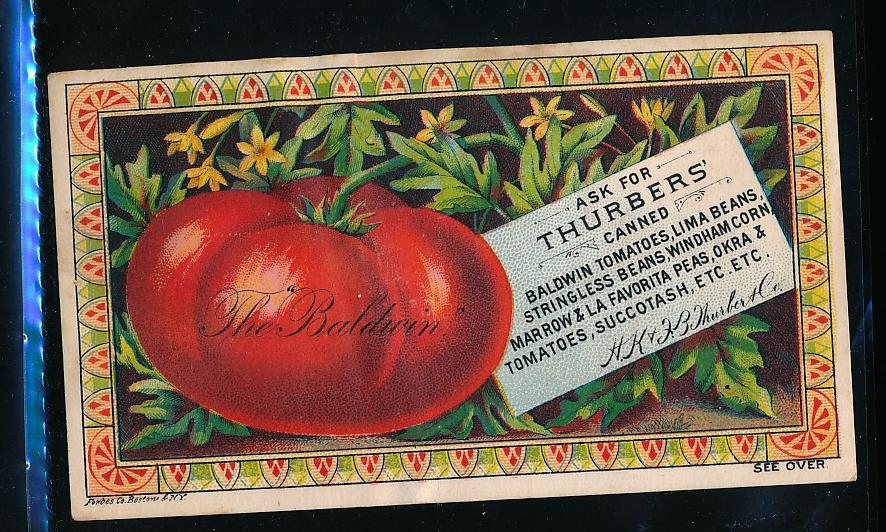 The "Baldwin."
ASK FOR
THURBERS'
CANNED
BALDWIN TOMATOES, LIMA BEANS,
STRINGLESS BEANS, WINDHAM CORN,
MARROW & LA FAVORITA PEAS, OKRA &
TOMATOES, SUCCOTASH, ETC. ETC.
H.K. & F.B. Thurber & Co.
SEE OVER
Forbes Co. Boston & N.Y.